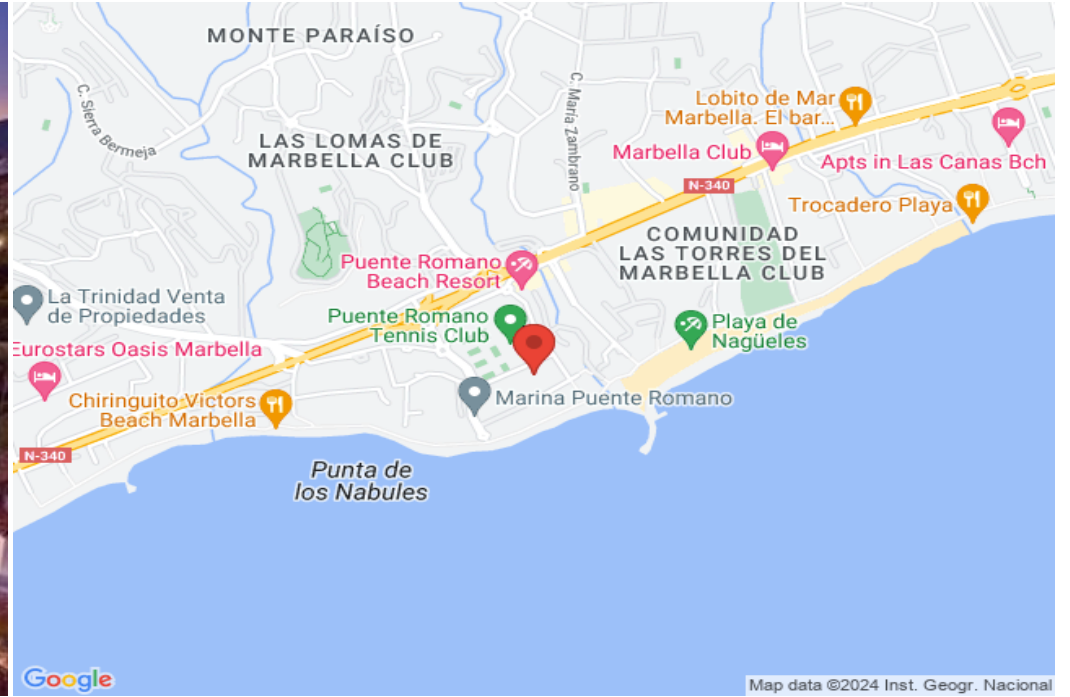 MONTE PARAÍSO
C. Sierra Bermeja
C. María Zambrano
Lobito de Mar
Marbella. El bar...
LAS LOMAS DE
MARBELLA CLUB
Marbella Club
Apts in Las Canas Bch
N-340
Trocadero Playa
COMUNIDAD
LAS TORRES DEL
MARBELLA CLUB
Puente Romano
Beach Resort
La Trinidad Venta
de Propiedades
Puente Romano
Tennis Club
Playa de
Nagüeles
Eurostars Oasis Marbella
Marina Puente Romano
Chiringuito Victors
Beach Marbella
N-340
Punta de
los Nabules
Google
Map data ©2024 Inst. Geogr. Nacional